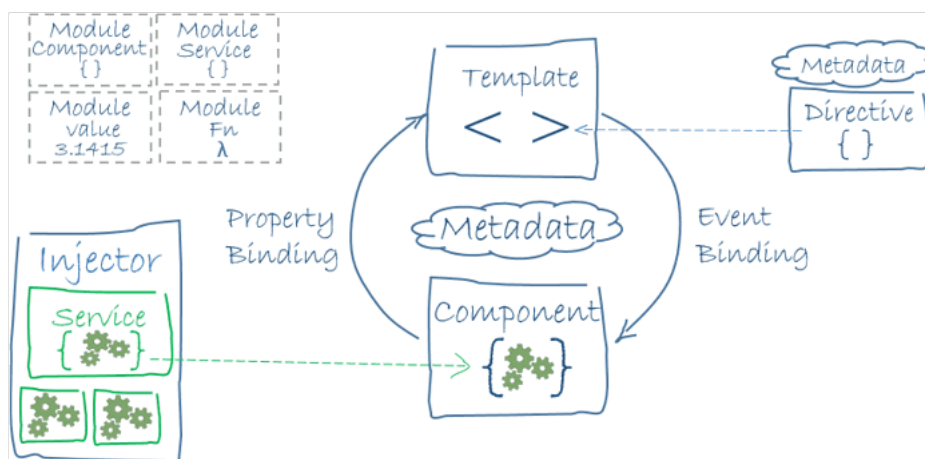 Module
Component
{ }
Module
Service
{ }
Module
value
3.1415
Module
Fn
λ
Template
< >
Metadata
Directive
{ }
Property
Binding
Metadata
Event
Binding
Injector
Service
{ }
Component
{ }